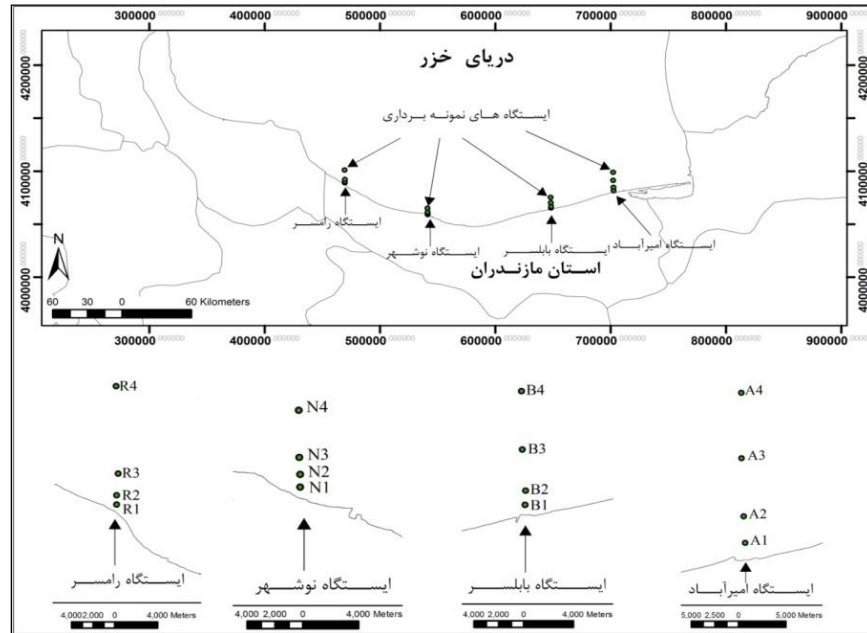 300000 400000 500000 600000 700000 800000 900000
دریای خزر
ایستگاه های نمونه برداری
4200000 4200000
4100000 4100000
4000000 4000000
ایستگاه رامسر
ایستگاه نوشهر
ایستگاه بابلسر
ایستگاه امیرآباد
استان مازندران
N
60 30 0 60 Kilometers
300000 400000 500000 600000 700000 800000 900000
R4
R3
R2
R1
ایستگاه رامسر
4,000 2,000 0 4,000 Meters
N4
N3
N2
N1
ایستگاه نوشهر
4,000 2,000 0 4,000 Meters
B4
B3
B2
B1
ایستگاه بابلسر
4,000 2,000 0 4,000 Meters
A4
A3
A2
A1
ایستگاه امیرآباد
5,000 2,500 0 5,000 Meters